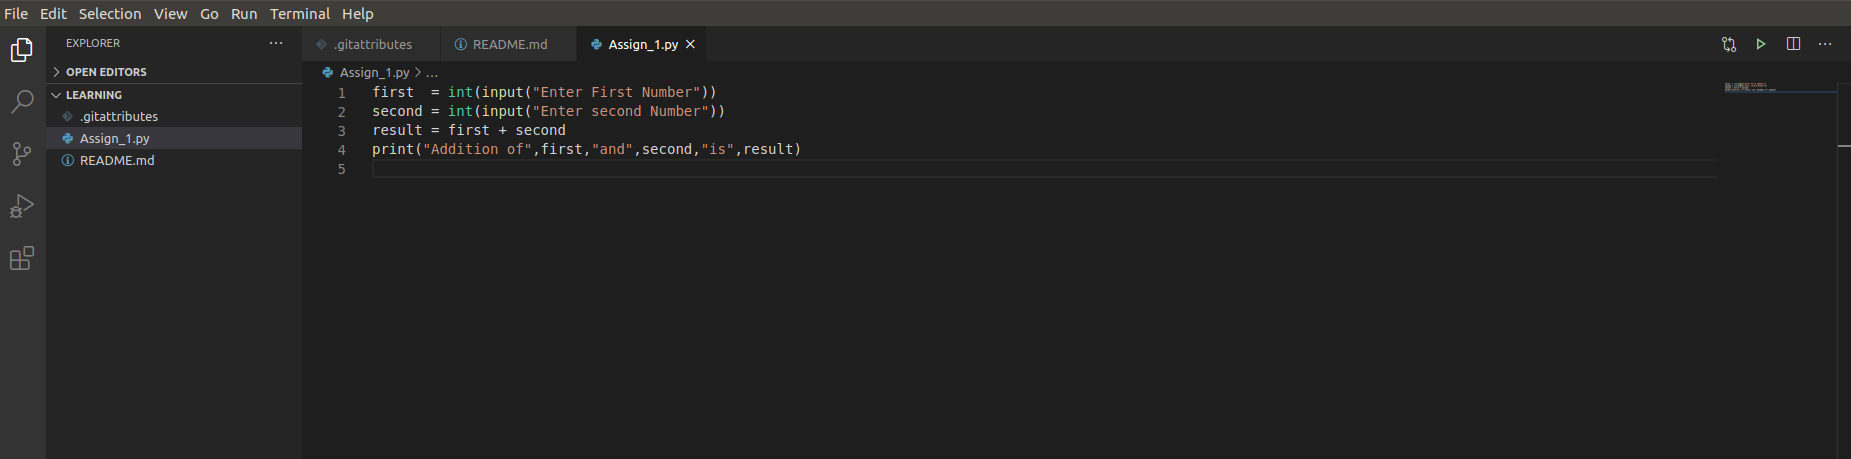 File Edit Selection View Go Run Terminal Help
EXPLORER ...
OPEN EDITORS
LEARNING
.gitattributes
Assign_1.py
README.md
.gitattributes README.md Assign_1.py
Assign_1.py > ...
1 first  = int(input("Enter First Number"))
2 second = int(input("Enter second Number"))
3 result = first + second
4 print("Addition of",first,"and",second,"is",result)
5